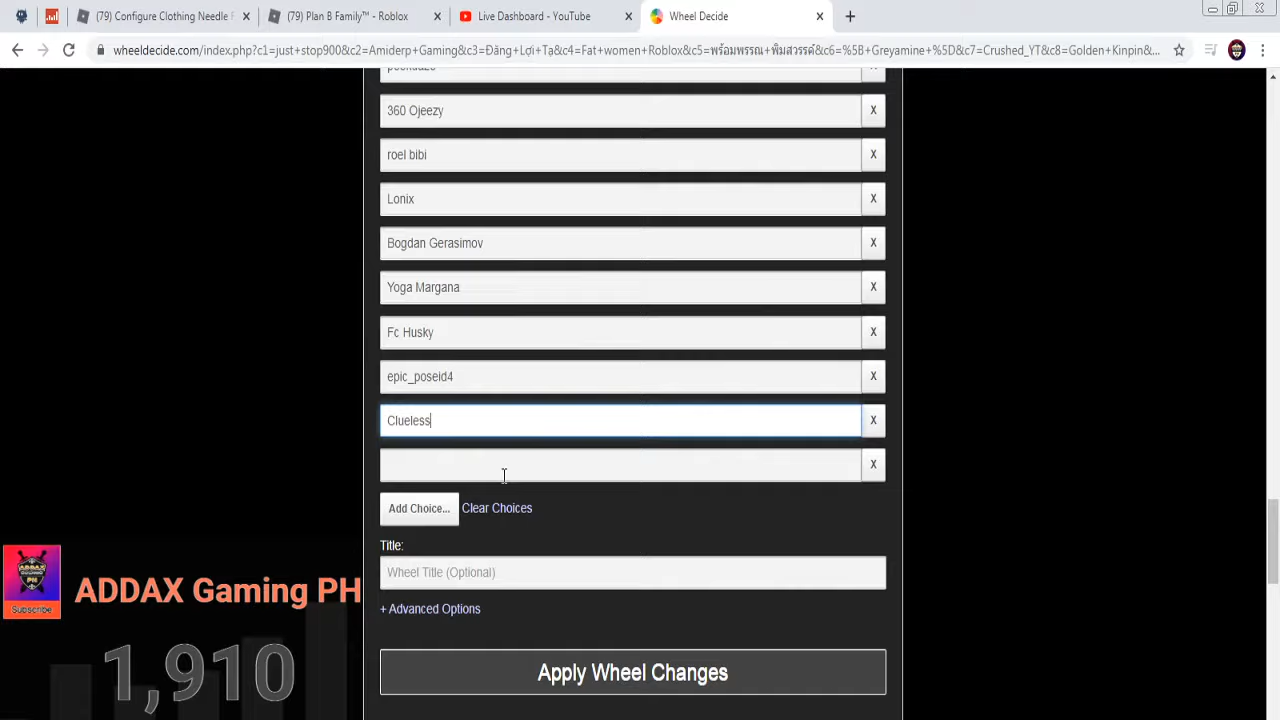 (79) Configure Clothing Needle F
(79) Plan B Family™ - Roblox
Live Dashboard - YouTube
Wheel Decide
wheeldecide.com/index.php?c1=just+stop900&c2=Amiderp+Gaming&c3=Đăng+Lợi+Tạ&c4=Fat+women+Roblox&c5=พร้อมพรรณ+พิมสวรรค์&c6=%5B+Greyamine+%5D&c7=Crushed_YT&c8=Golden+Kinpin&c9=...
X
360 Ojeezy X
roel bibi X
Lonix X
Bogdan Gerasimov X
Yoga Margana X
Fc Husky X
epic_poseid4 X
Clueless X
X
Add Choice... Clear Choices
Title:
Wheel Title (Optional)
+ Advanced Options
Apply Wheel Changes
ADDAX Gaming PH
Subscribe
1,910